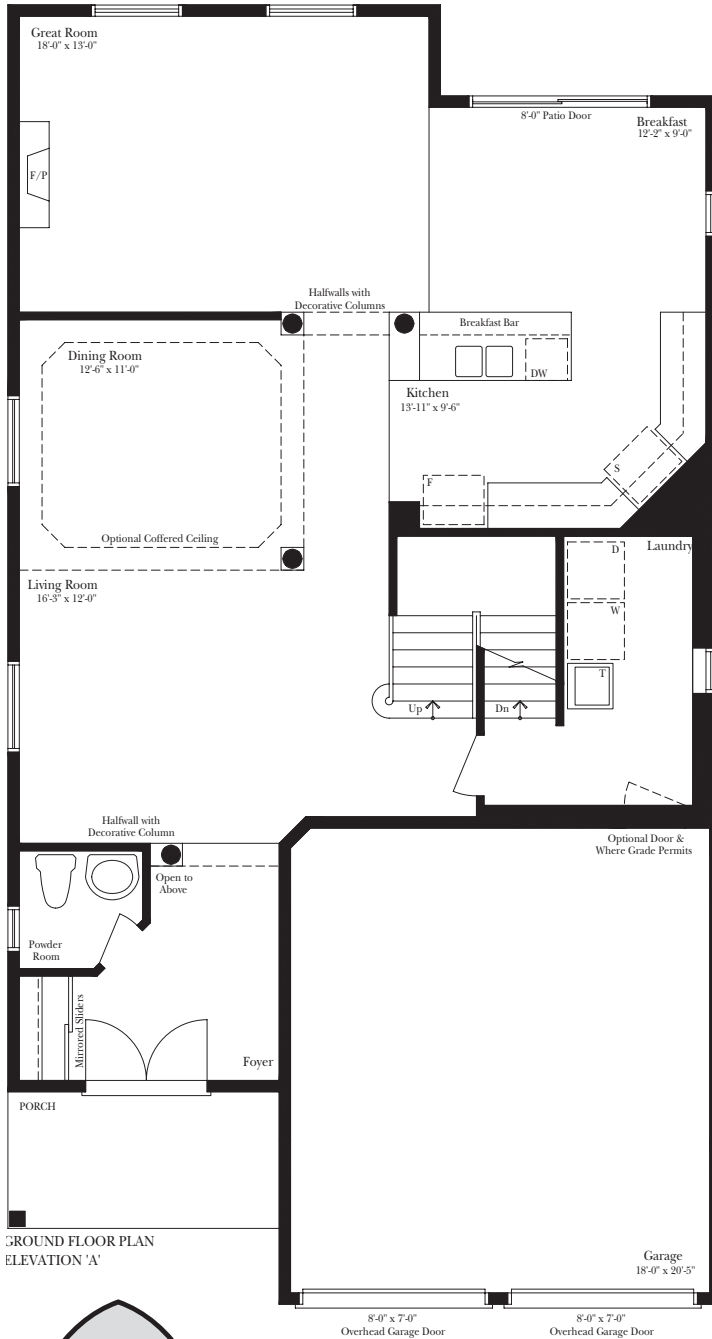 Great Room
18'-0" x 13'-0"
8'-0" Patio Door
Breakfast
12'-2" x 9'-0"
F/P
Halfwalls with
Decorative Columns
Breakfast Bar
DW
Dining Room
12'-6" x 11'-0"
Kitchen
13'-11" x 9'-6"
F
S
Optional Coffered Ceiling
Living Room
16'-3" x 12'-0"
D
Laundry
W
T
Up
Dn
Halfwall with
Decorative Column
Open to
Above
Optional Door &
Where Grade Permits
Powder
Room
Mirrored Sliders
Foyer
PORCH
GROUND FLOOR PLAN
ELEVATION 'A'
Garage
18'-0" x 20'-5"
8'-0" x 7'-0"
Overhead Garage Door
8'-0" x 7'-0"
Overhead Garage Door